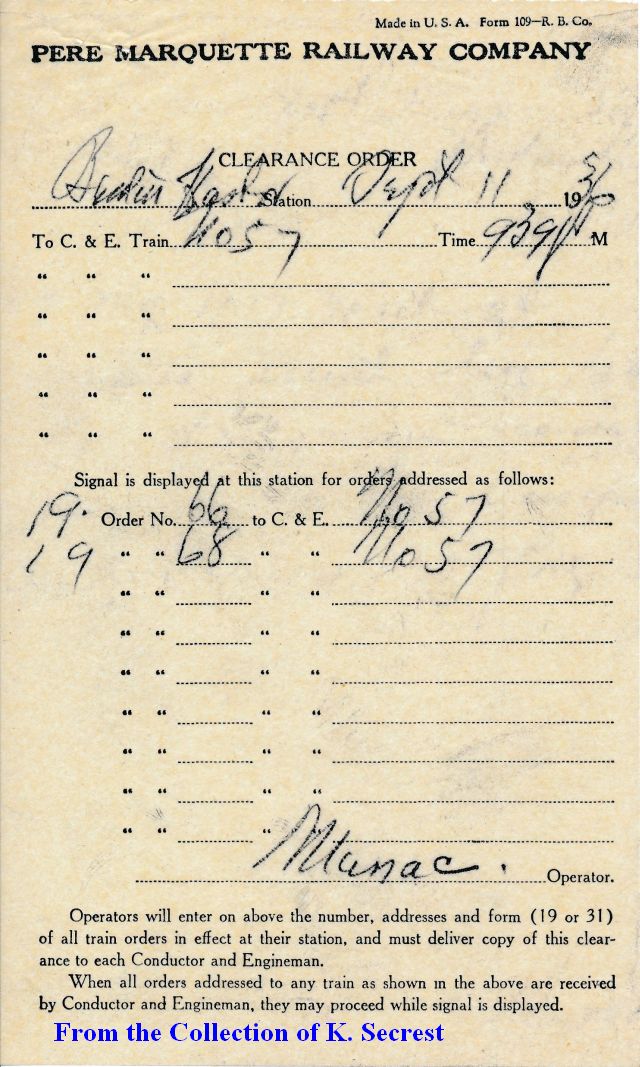 Made in U. S. A. Form 109—R. B. Co.
PERE MARQUETTE RAILWAY COMPANY
CLEARANCE ORDER
Station Sept 11 1936
To C. & E. Train No 57 Time 939 P M
“ “ “
“ “ “
“ “ “
“ “ “
“ “ “
Signal is displayed at this station for orders addressed as follows:
19. Order No. 66 to C. & E. No 57
19 “ “ 68 “ “ No 57
“ “ “ “
“ “ “ “
“ “ “ “
“ “ “ “
“ “ “ “
“ “ “ “
“ “ “
Operator.
Operators will enter on above the number, addresses and form (19 or 31)
of all train orders in effect at their station, and must deliver copy of this clear-
ance to each Conductor and Engineman.
When all orders addressed to any train as shown in the above are received
by Conductor and Engineman, they may proceed while signal is displayed.
From the Collection of K. Secrest